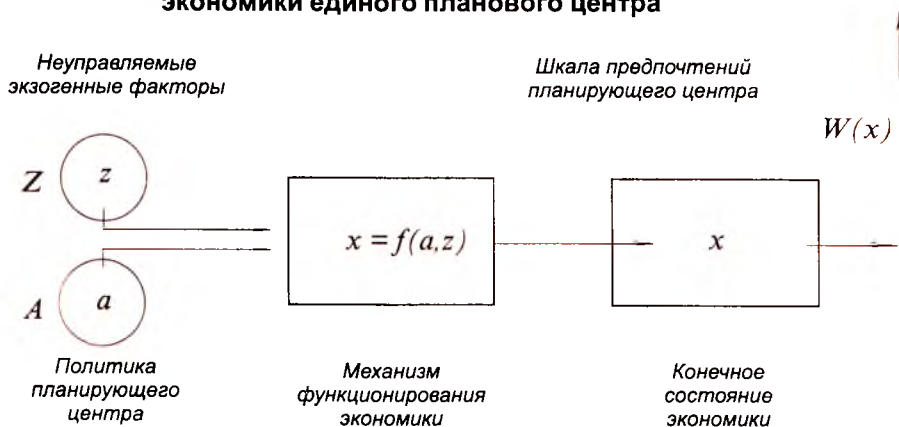 экономики единого планового центра
Неуправляемые
экзогенные факторы
Шкала предпочтений
планирующего центра
W(x)
Z
z
x = f(a,z)
x
A
a
Политика
планирующего
центра
Механизм
функционирования
экономики
Конечное
состояние
экономики